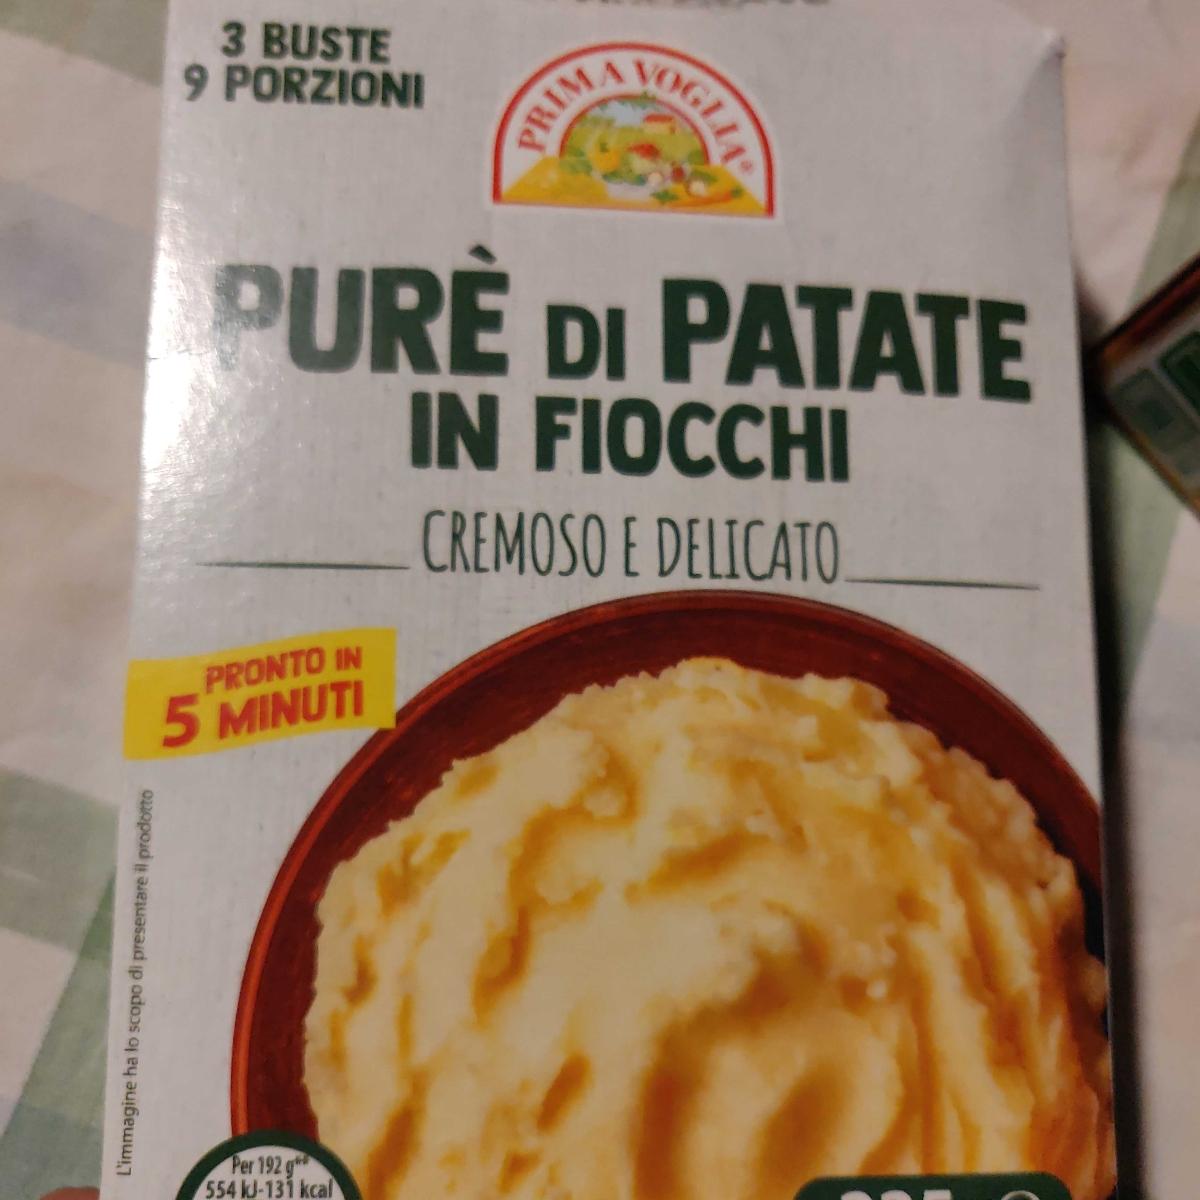 3 BUSTE
9 PORZIONI
PRIMA VOGLIA®
PURÈ DI PATATE
IN FIOCCHI
CREMOSO E DELICATO
PRONTO IN
5 MINUTI
L'immagine ha lo scopo di presentare il prodotto
Per 192 g**
554 kJ-131 kcal